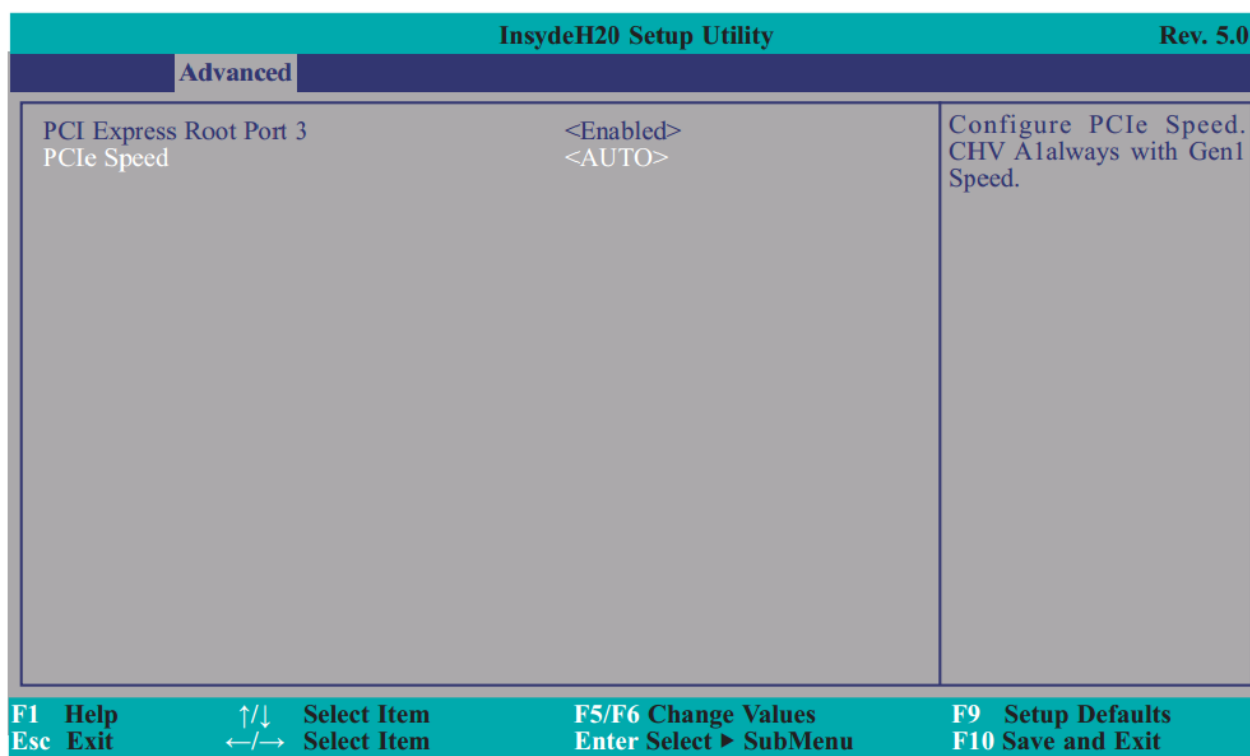 InsydeH20 Setup Utility Rev. 5.0
Advanced
PCI Express Root Port 3 <Enabled>
PCIe Speed <AUTO>
Configure PCIe Speed.
CHV A1always with Gen1
Speed.
F1 Help ↑/↓ Select Item F5/F6 Change Values F9 Setup Defaults
Esc Exit ←/→ Select Item Enter Select ▶ SubMenu F10 Save and Exit